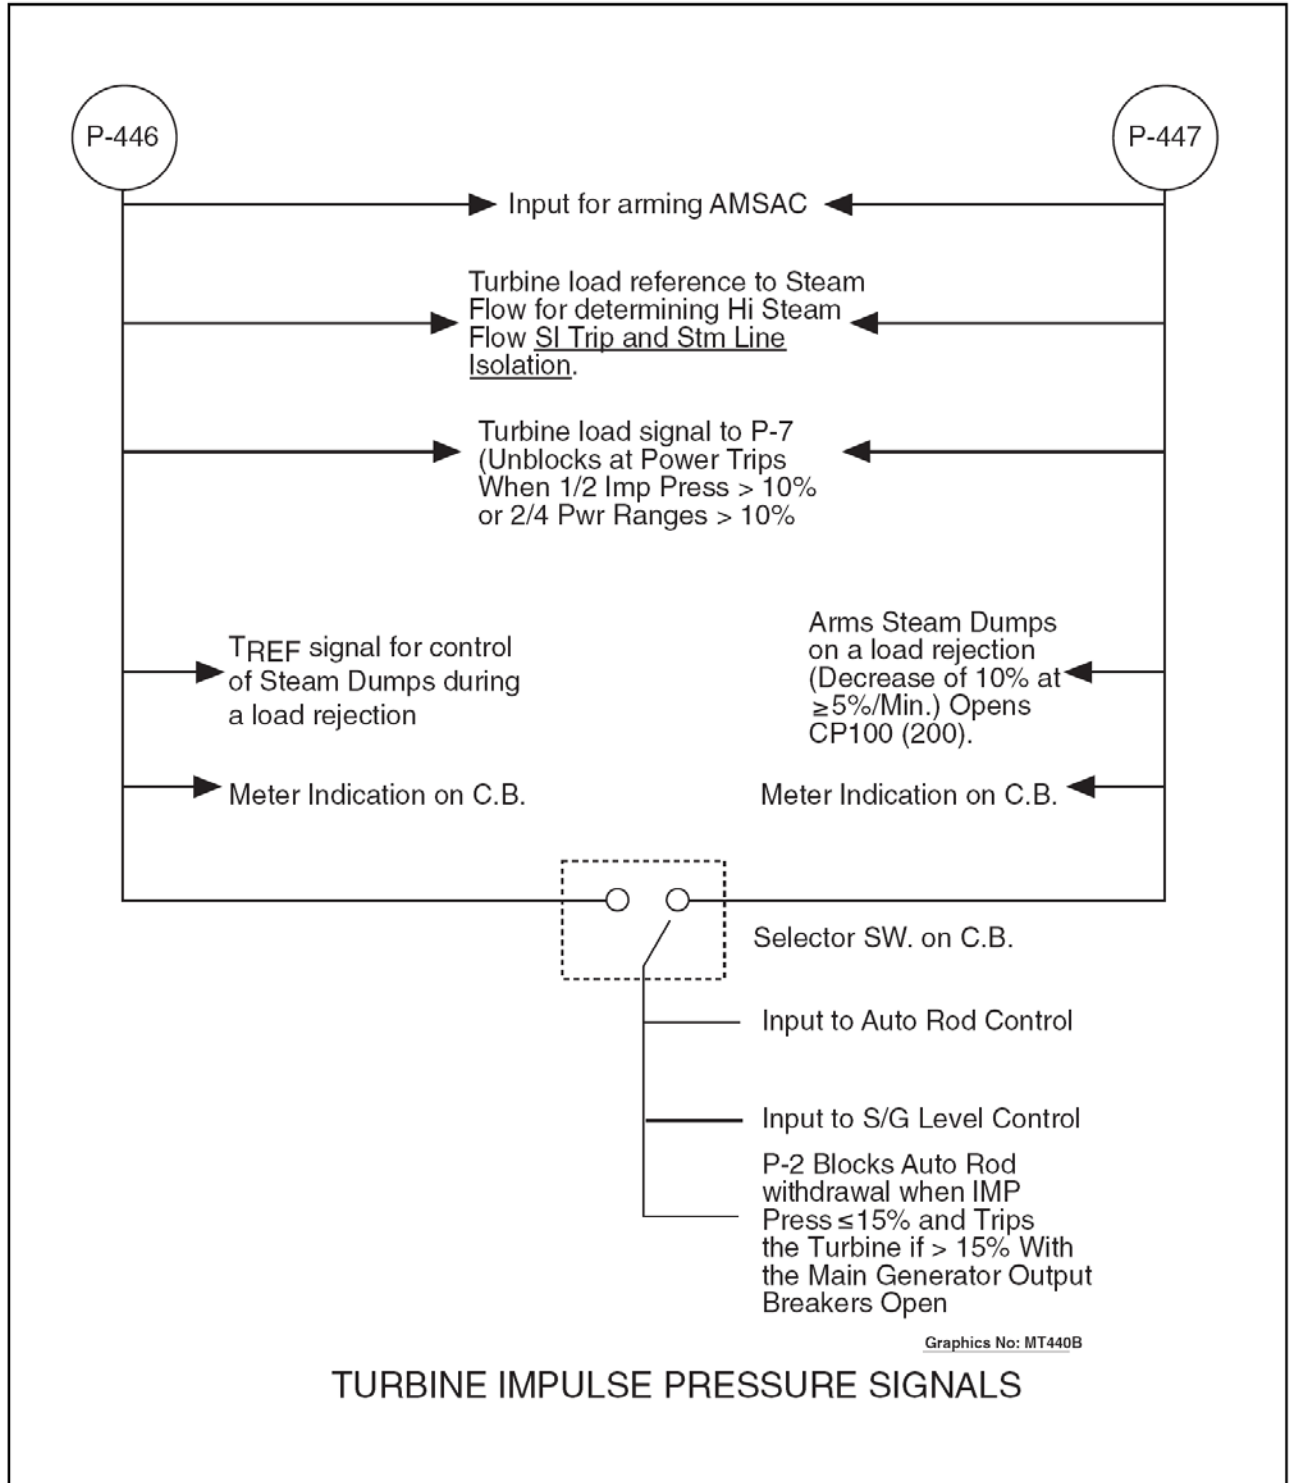 P-446
P-447
Input for arming AMSAC
Turbine load reference to Steam
Flow for determining Hi Steam
Flow SI Trip and Stm Line
Isolation.
Turbine load signal to P-7
(Unblocks at Power Trips
When 1/2 Imp Press > 10%
or 2/4 Pwr Ranges > 10%
TREF signal for control
of Steam Dumps during
a load rejection
Arms Steam Dumps
on a load rejection
(Decrease of 10% at
≥5%/Min.) Opens
CP100 (200).
Meter Indication on C.B.
Meter Indication on C.B.
Selector SW. on C.B.
Input to Auto Rod Control
Input to S/G Level Control
P-2 Blocks Auto Rod
withdrawal when IMP
Press ≤15% and Trips
the Turbine if > 15% With
the Main Generator Output
Breakers Open
Graphics No: MT440B
TURBINE IMPULSE PRESSURE SIGNALS